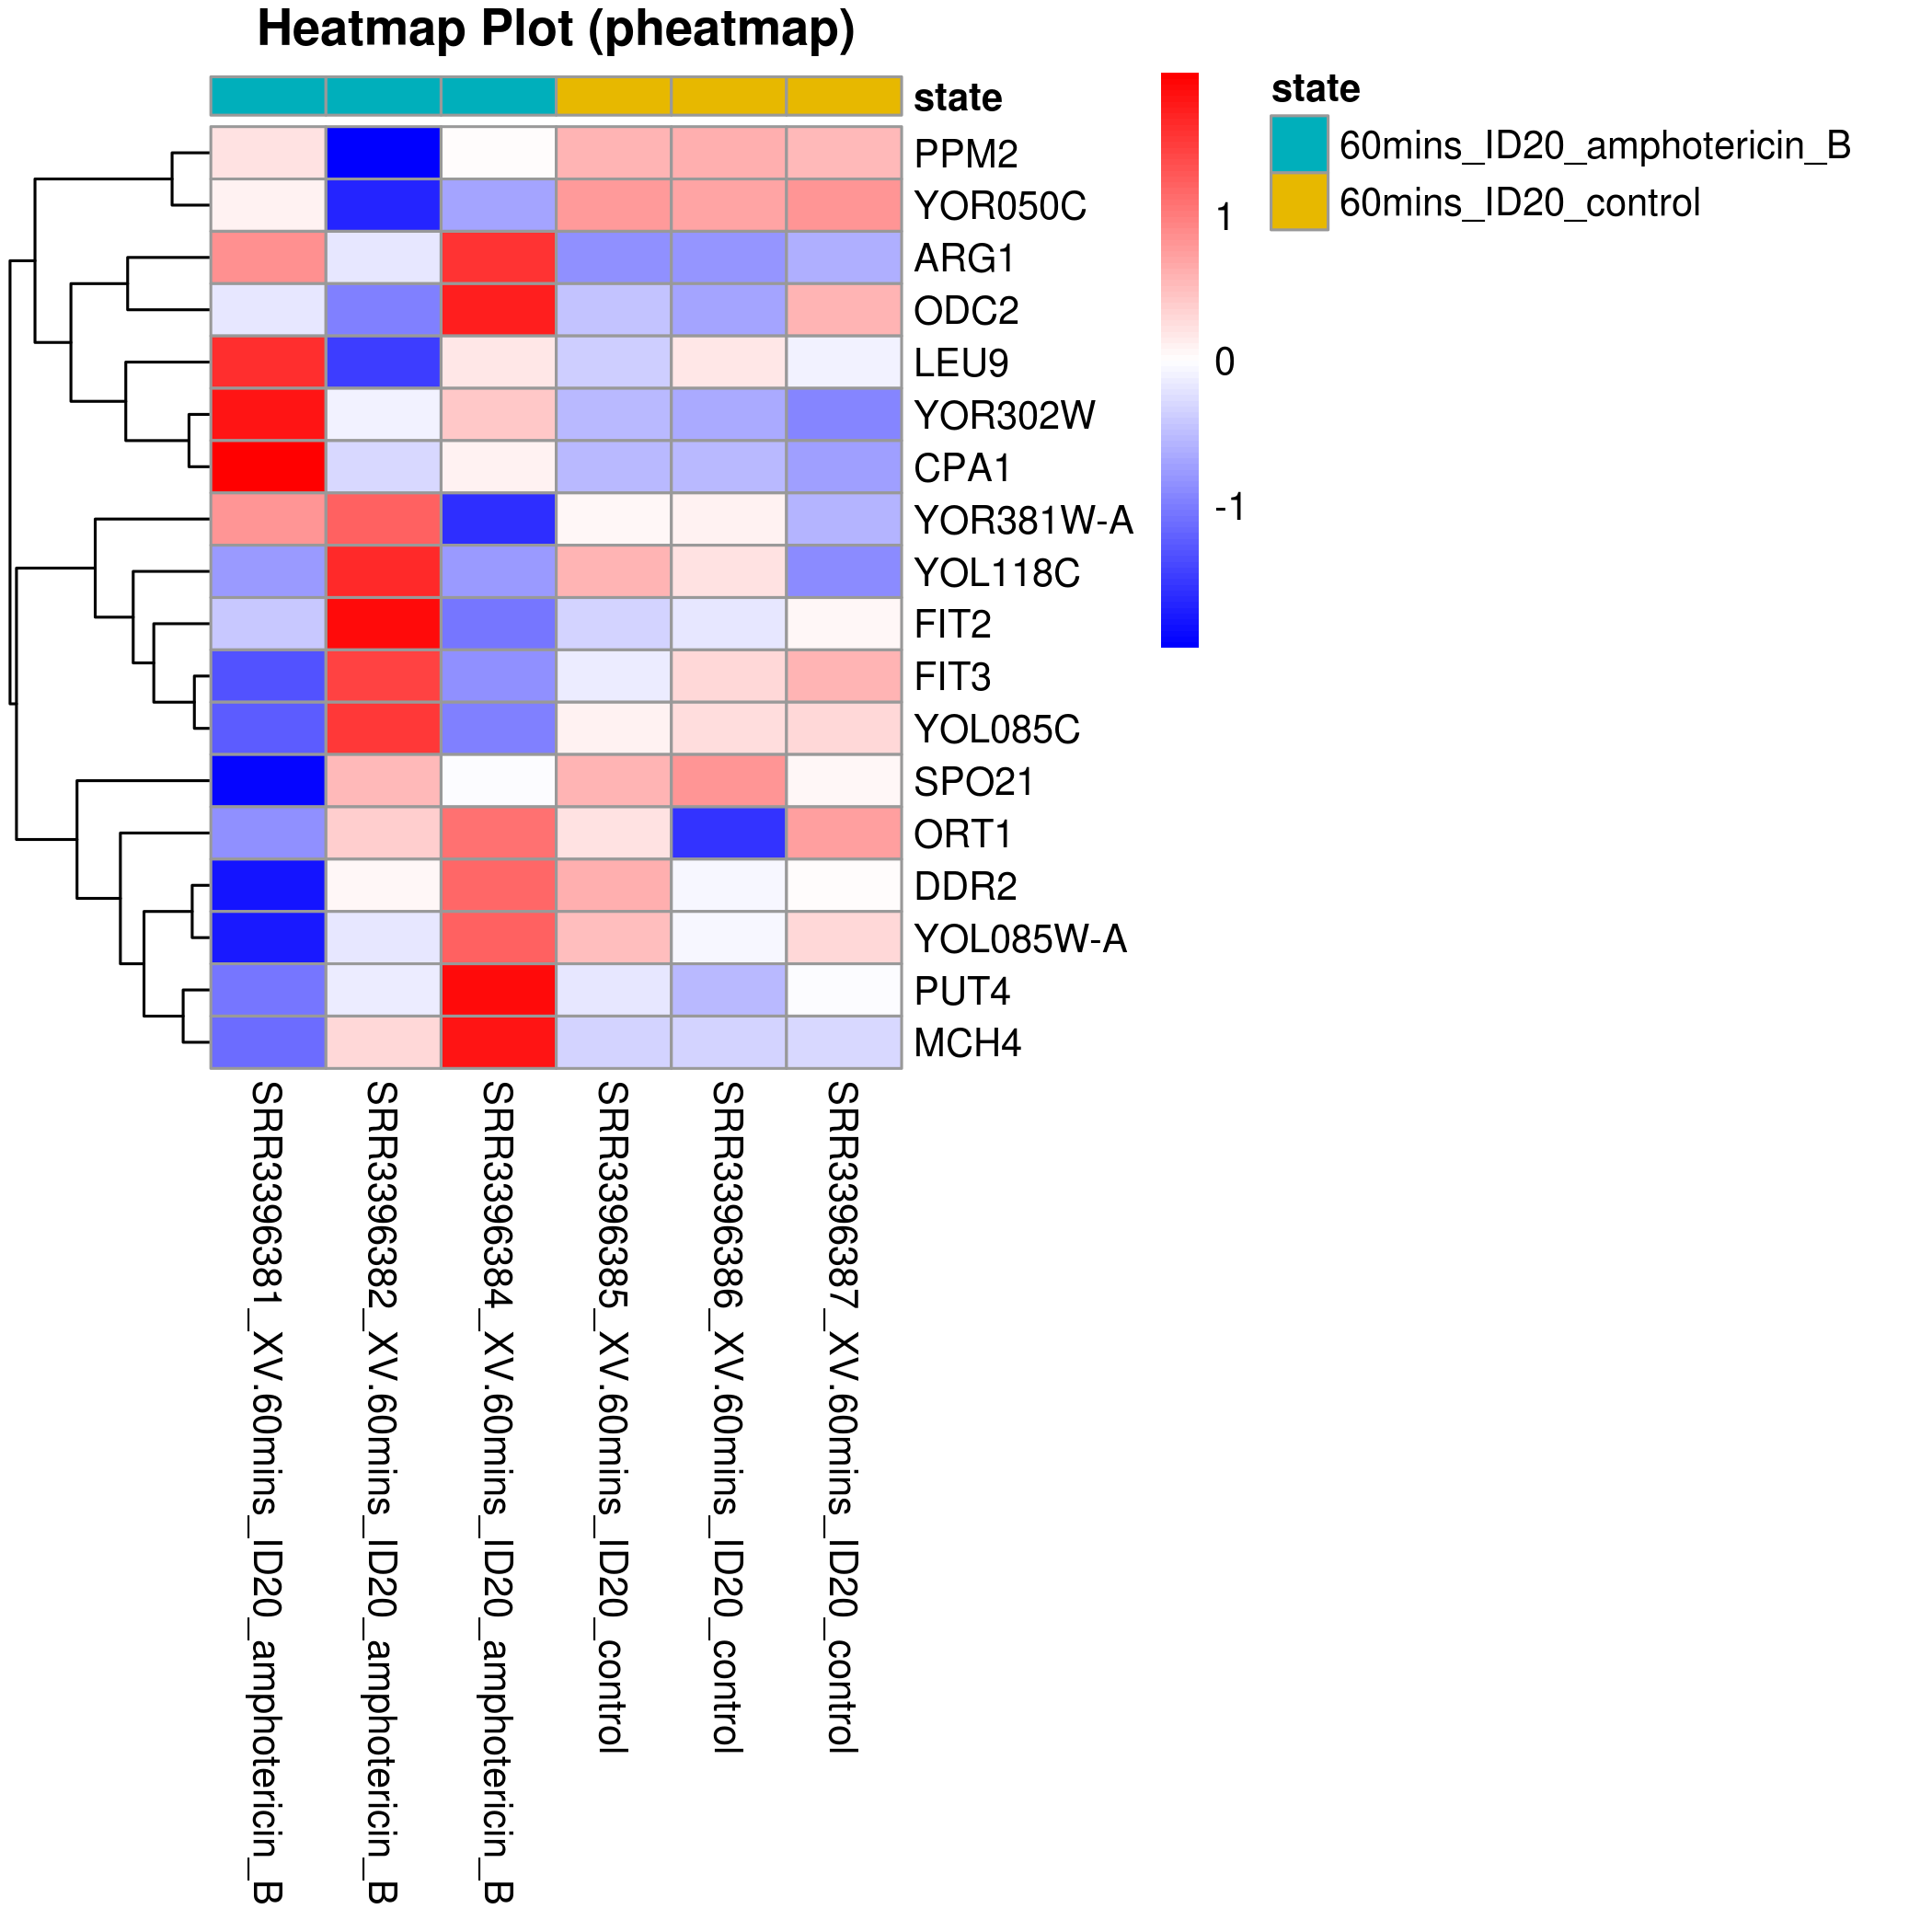 Heatmap Plot (pheatmap)
state
PPM2
YOR050C
ARG1
ODC2
LEU9
YOR302W
CPA1
YOR381W-A
YOL118C
FIT2
FIT3
YOL085C
SPO21
ORT1
DDR2
YOL085W-A
PUT4
MCH4
SRR3396381_XV.60mins_ID20_amphotericin_B
SRR3396382_XV.60mins_ID20_amphotericin_B
SRR3396384_XV.60mins_ID20_amphotericin_B
SRR3396385_XV.60mins_ID20_control
SRR3396386_XV.60mins_ID20_control
SRR3396387_XV.60mins_ID20_control
1
0
-1
state
60mins_ID20_amphotericin_B
60mins_ID20_control